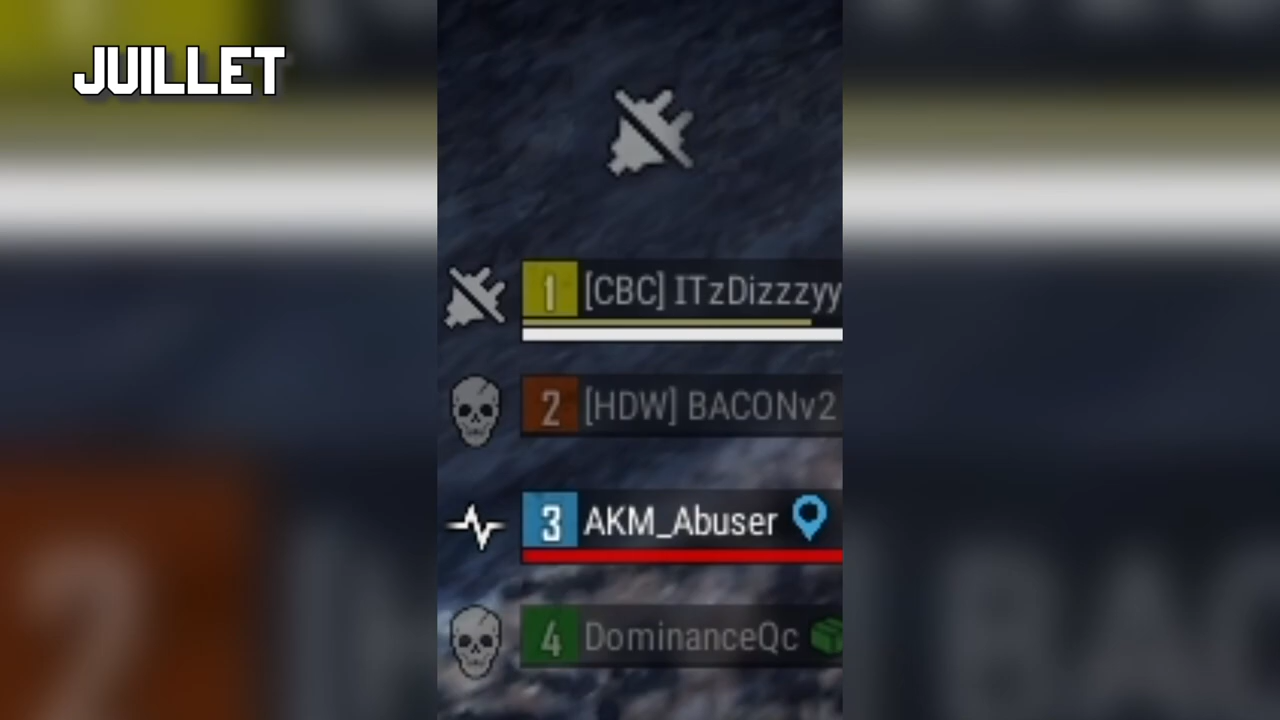 JUILLET
1 [CBC] ITzDizzzyy
2 [HDW] BACONv2
3 AKM_Abuser
4 DominanceQc